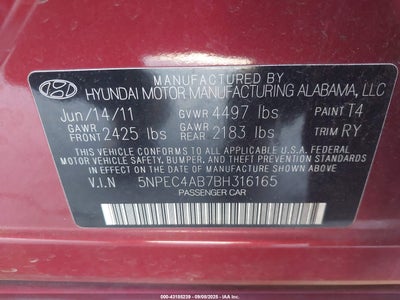 MANUFACTURED BY
HYUNDAI MOTOR MANUFACTURING ALABAMA, LLC
Jun/14/11 GVWR 4497 lbs PAINT T4
GAWR FRONT 2425 lbs GAWR REAR 2183 lbs TRIM RY
THIS VEHICLE CONFORMS TO ALL APPLICABLE U.S.A. FEDERAL
MOTOR VEHICLE SAFETY, BUMPER, AND THEFT PREVENTION STANDARDS
IN EFFECT ON THE DATE OF MANUFACTURE SHOWN ABOVE.
V.I.N 5NPEC4AB7BH316165
PASSENGER CAR
000-43188239 - 09/09/2025 - IAA Inc.